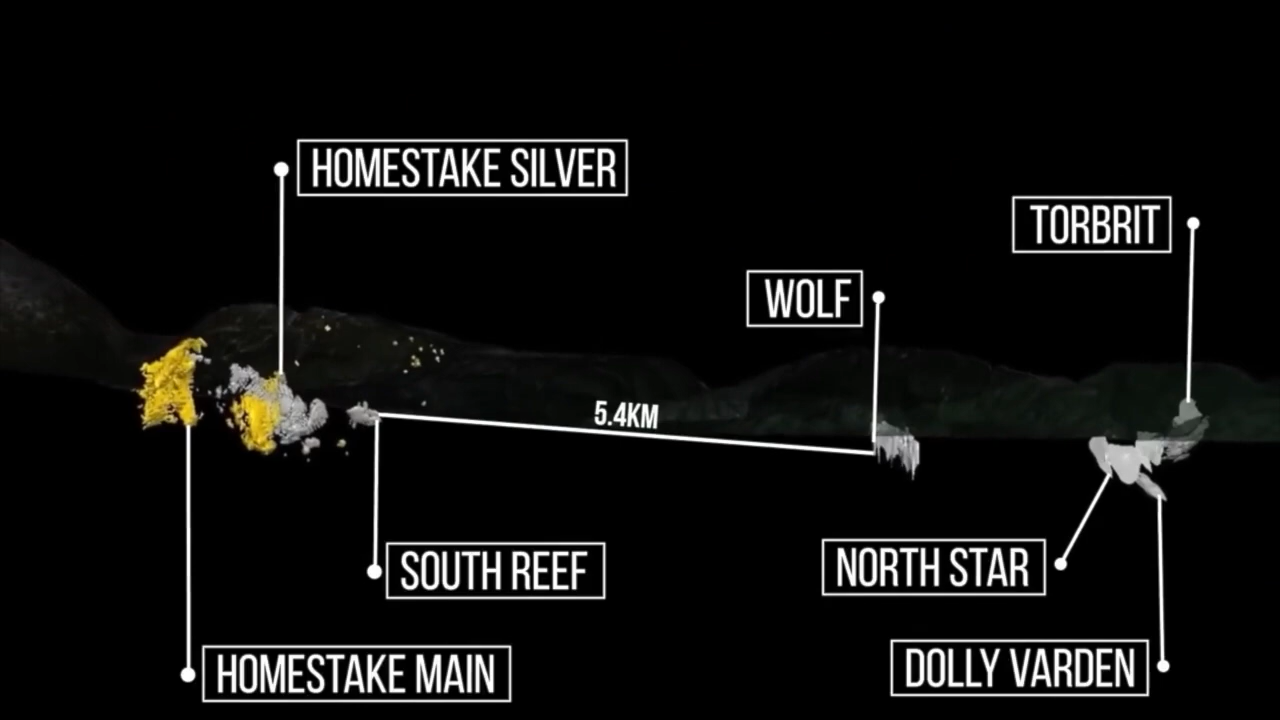 HOMESTAKE SILVER
TORBRIT
WOLF
5.4KM
SOUTH REEF
NORTH STAR
HOMESTAKE MAIN
DOLLY VARDEN